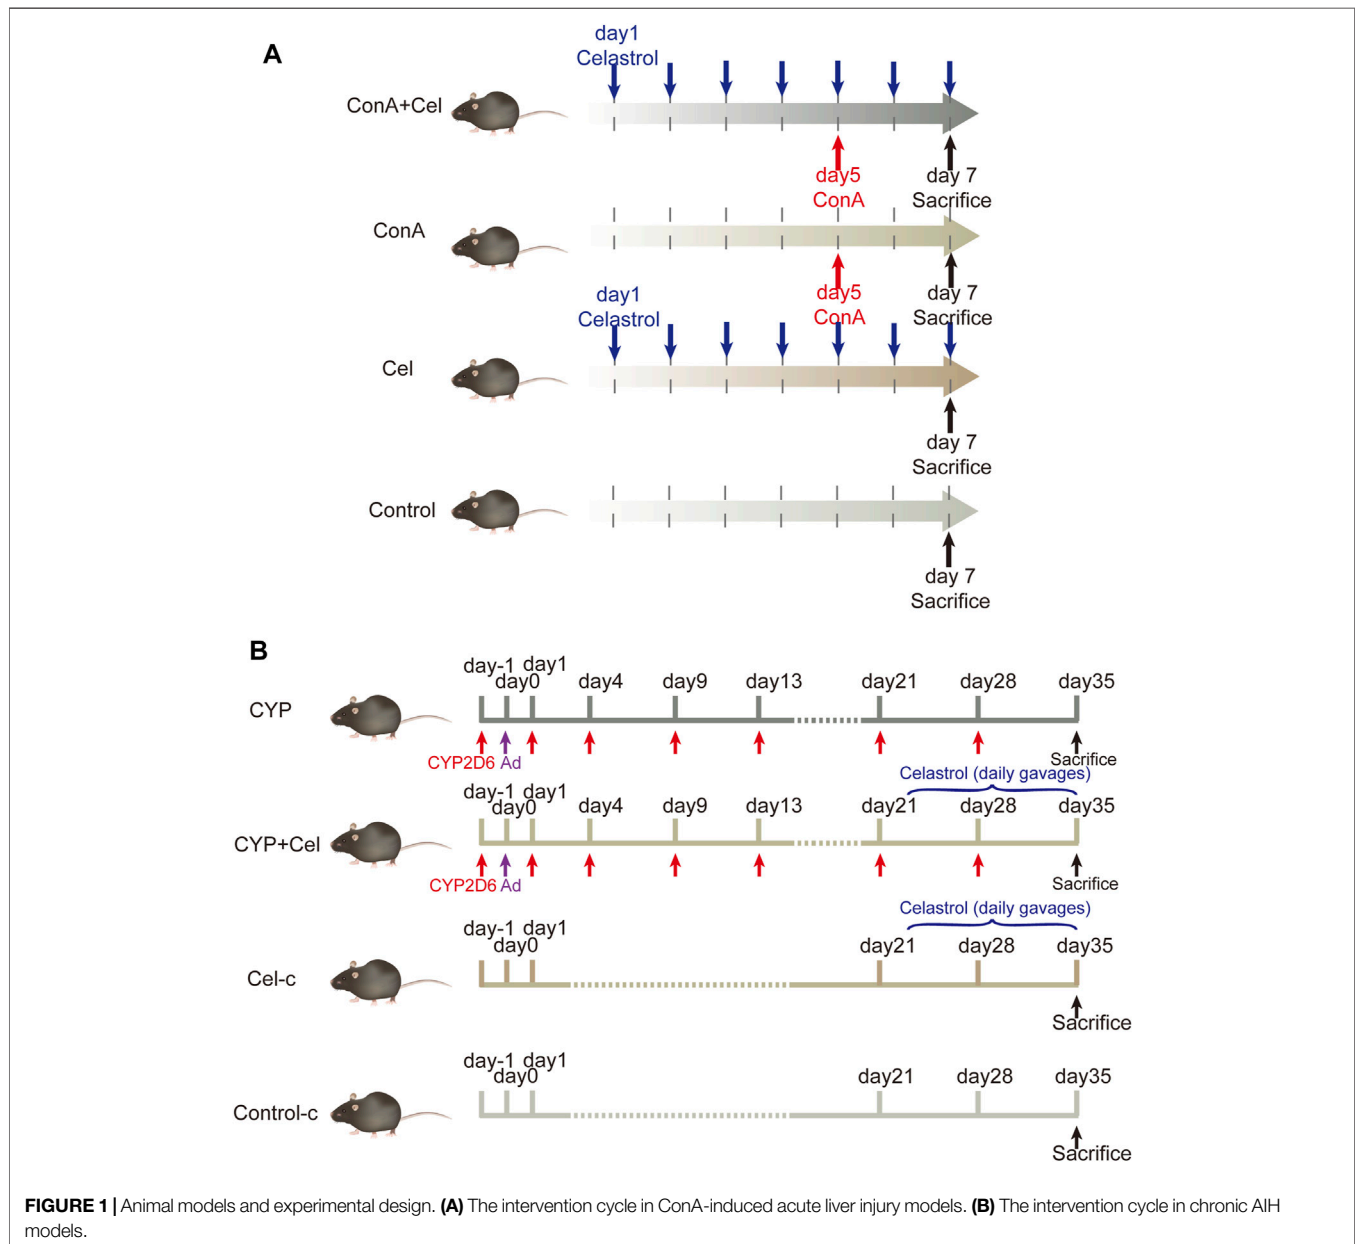 A
day1
Celastrol
ConA+Cel
day5
ConA
day 7
Sacrifice
ConA
day5
ConA
day 7
Sacrifice
day1
Celastrol
Cel
day 7
Sacrifice
Control
day 7
Sacrifice
B
day-1 day0 day1 day4 day9 day13 day21 day28 day35
CYP
CYP2D6 Ad Sacrifice
Celastrol (daily gavages)
day-1 day0 day1 day4 day9 day13 day21 day28 day35
CYP+Cel
CYP2D6 Ad Sacrifice
Celastrol (daily gavages)
day-1 day0 day1 day21 day28 day35
Cel-c
Sacrifice
day-1 day0 day1 day21 day28 day35
Control-c
Sacrifice
FIGURE 1 | Animal models and experimental design. (A) The intervention cycle in ConA-induced acute liver injury models. (B) The intervention cycle in chronic AIH
models.